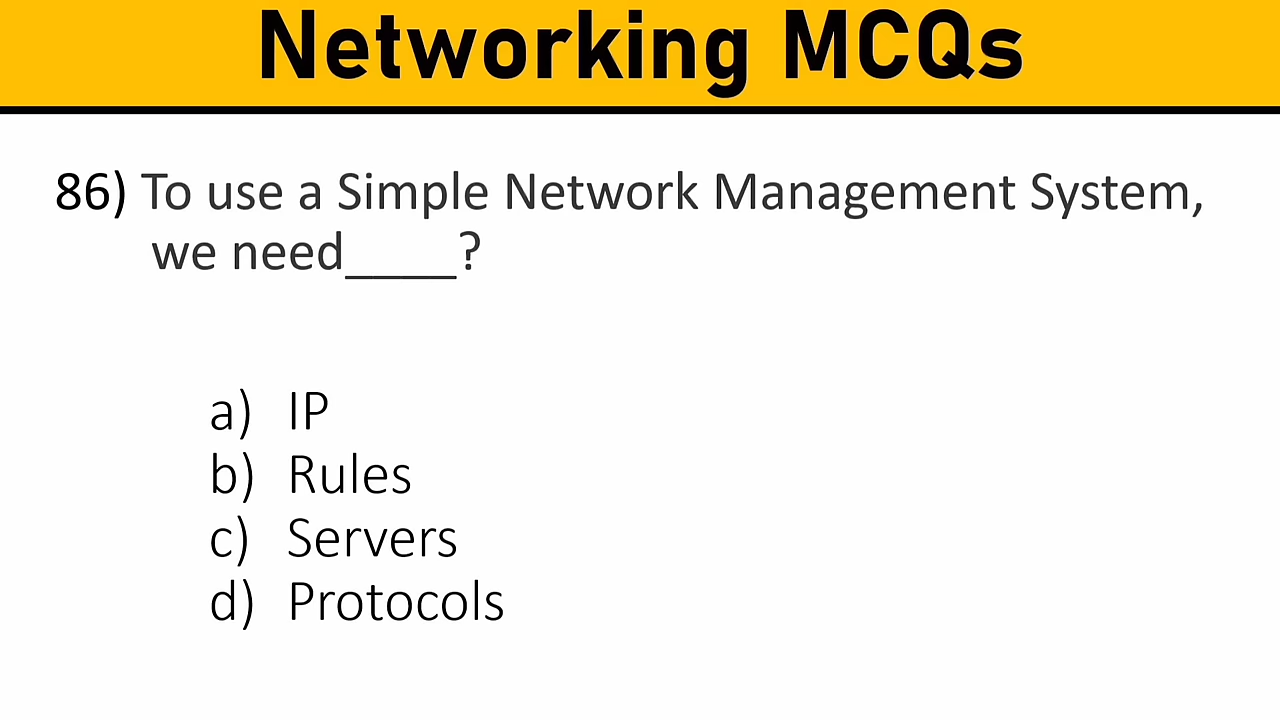 Networking MCQs
86) To use a Simple Network Management System,
we need____?
a) IP
b) Rules
c) Servers
d) Protocols